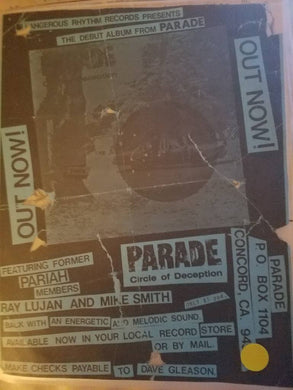 DANGEROUS RHYTHM RECORDS PRESENTS
THE DEBUT ALBUM FROM PARADE
PARADE
Deception
OUT NOW!
OUT NOW!
PARADE
Circle of Deception
PARADE
P.O. BOX 1104
CONCORD, CA. 94
FEATURING FORMER
PARIAH
MEMBERS
RAY LUJAN AND MIKE SMITH
BACK WITH AN ENERGETIC AND MELODIC SOUND.
AVAILABLE NOW IN YOUR LOCAL RECORD STORE
OR BY MAIL.
MAKE CHECKS PAYABLE TO DAVE GLEASON.